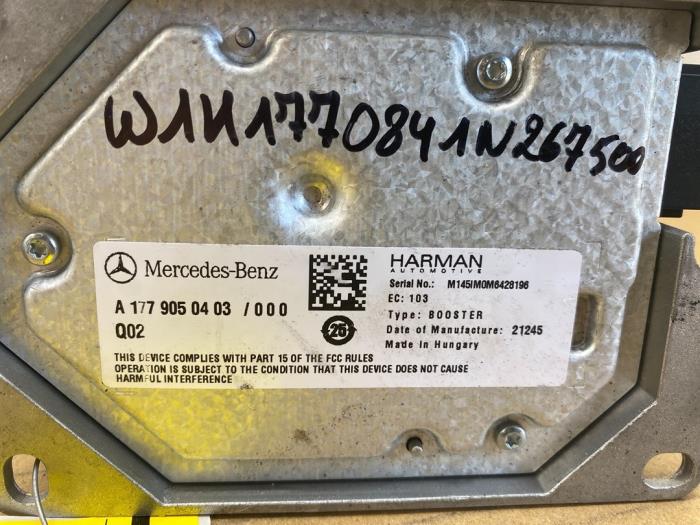 W1K1770841N267500
Mercedes-Benz
A 177 905 04 03 / 000
Q02
25
HARMAN
AUTOMOTIVE
Serial No.: M145IM0M6428196
EC: 103
Type: BOOSTER
Date of Manufacture: 21245
Made in Hungary
THIS DEVICE COMPLIES WITH PART 15 OF THE FCC RULES
OPERATION IS SUBJECT TO THE CONDITION THAT THIS DEVICE DOES NOT CAUSE
HARMFUL INTERFERENCE